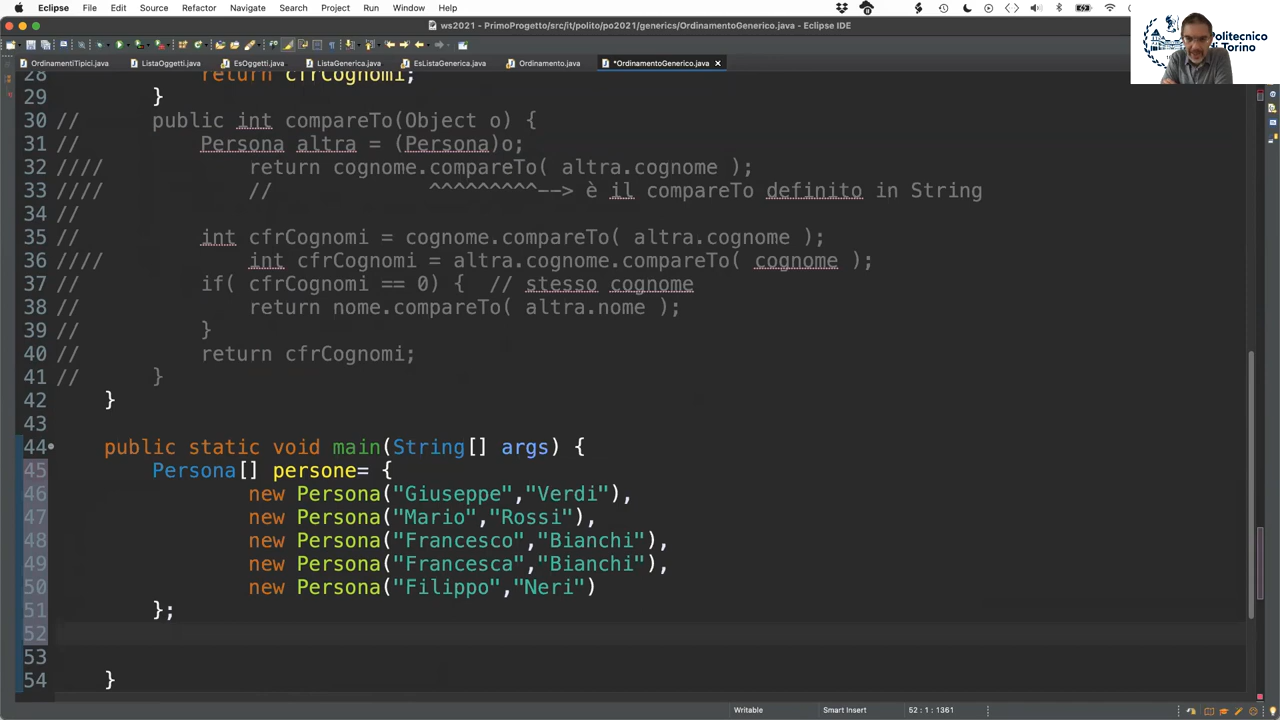 Eclipse File Edit Source Refactor Navigate Search Project Run Window Help
ws2021 - PrimoProgetto/src/it/polito/po2021/generics/OrdinamentoGenerico.java - Eclipse IDE
Politecnico
di Torino
OrdinamentiTipici.java ListaOggetti.java EsOggetti.java ListaGenerica.java EsListaGenerica.java Ordinamento.java *OrdinamentoGenerico.java
28 return cfrCognomi;
29 }
30 // public int compareTo(Object o) {
31 // Persona altra = (Persona)o;
32 //// return cognome.compareTo( altra.cognome );
33 //// // ^^^^^^^^^--> è il compareTo definito in String
34 //
35 // int cfrCognomi = cognome.compareTo( altra.cognome );
36 //// int cfrCognomi = altra.cognome.compareTo( cognome );
37 // if( cfrCognomi == 0) { // stesso cognome
38 // return nome.compareTo( altra.nome );
39 // }
40 // return cfrCognomi;
41 // }
42 }
43
44 public static void main(String[] args) {
45 Persona[] persone= {
46 new Persona("Giuseppe","Verdi"),
47 new Persona("Mario","Rossi"),
48 new Persona("Francesco","Bianchi"),
49 new Persona("Francesca","Bianchi"),
50 new Persona("Filippo","Neri")
51 };
52
53
54 }
Writable Smart Insert 52 : 1 : 1361